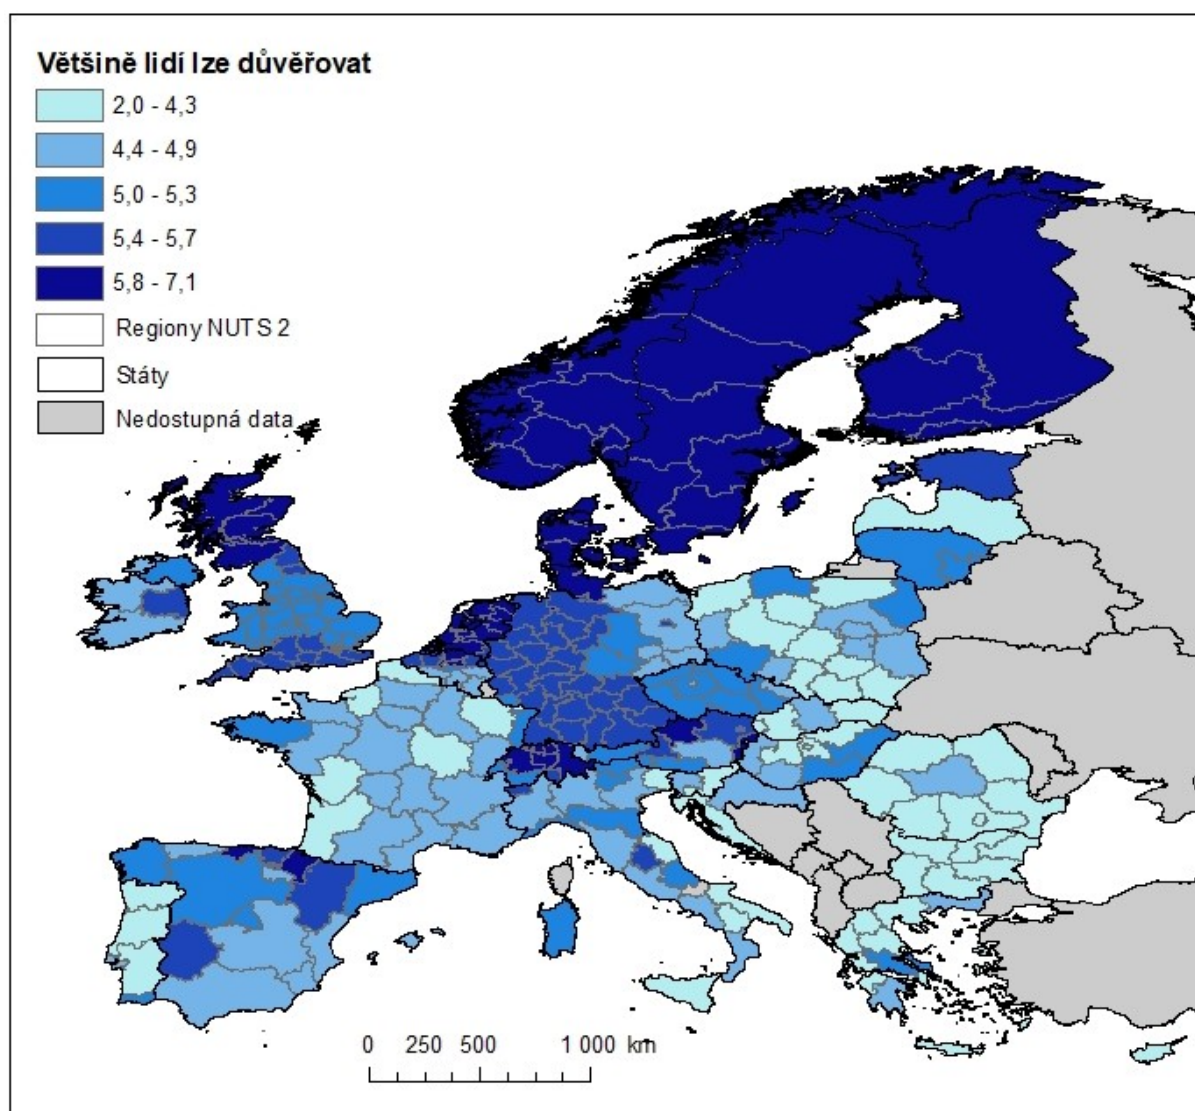 Většině lidí lze důvěřovat
2,0 - 4,3
4,4 - 4,9
5,0 - 5,3
5,4 - 5,7
5,8 - 7,1
Regiony NUTS 2
Státy
Nedostupná data
0 250 500 1 000 km